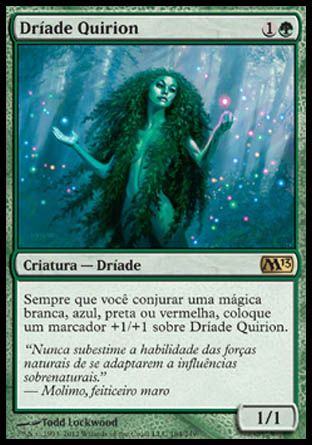 Dríade Quirion 1
Criatura — Dríade M13
Sempre que você conjurar uma mágica
branca, azul, preta ou vermelha, coloque
um marcador +1/+1 sobre Dríade Quirion.
“Nunca subestime a habilidade das forças
naturais de se adaptarem a influências
sobrenaturais.”
— Molimo, feiticeiro maro
Todd Lockwood
1/1